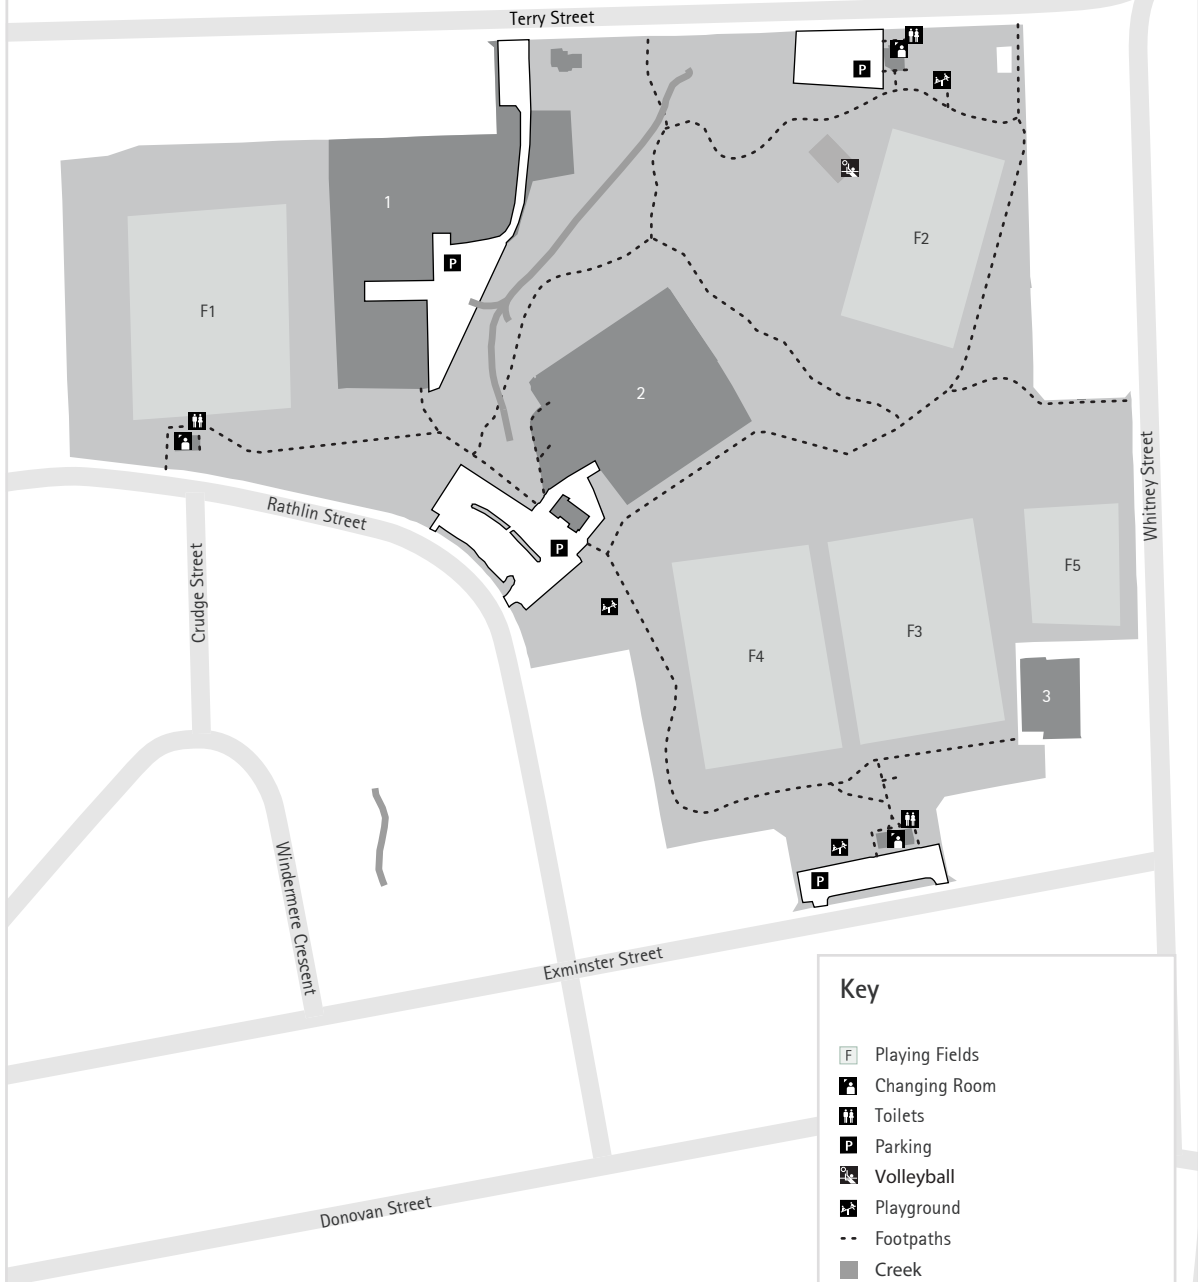 Terry Street
P
P
1
F2
F1
2
Whitney Street
Rathlin Street
P
F5
Crudge Street
F3
F4
3
P
Windermere Crescent
Exminster Street
Key
F Playing Fields
Changing Room
Toilets
P Parking
Volleyball
Playground
Footpaths
Creek
Donovan Street